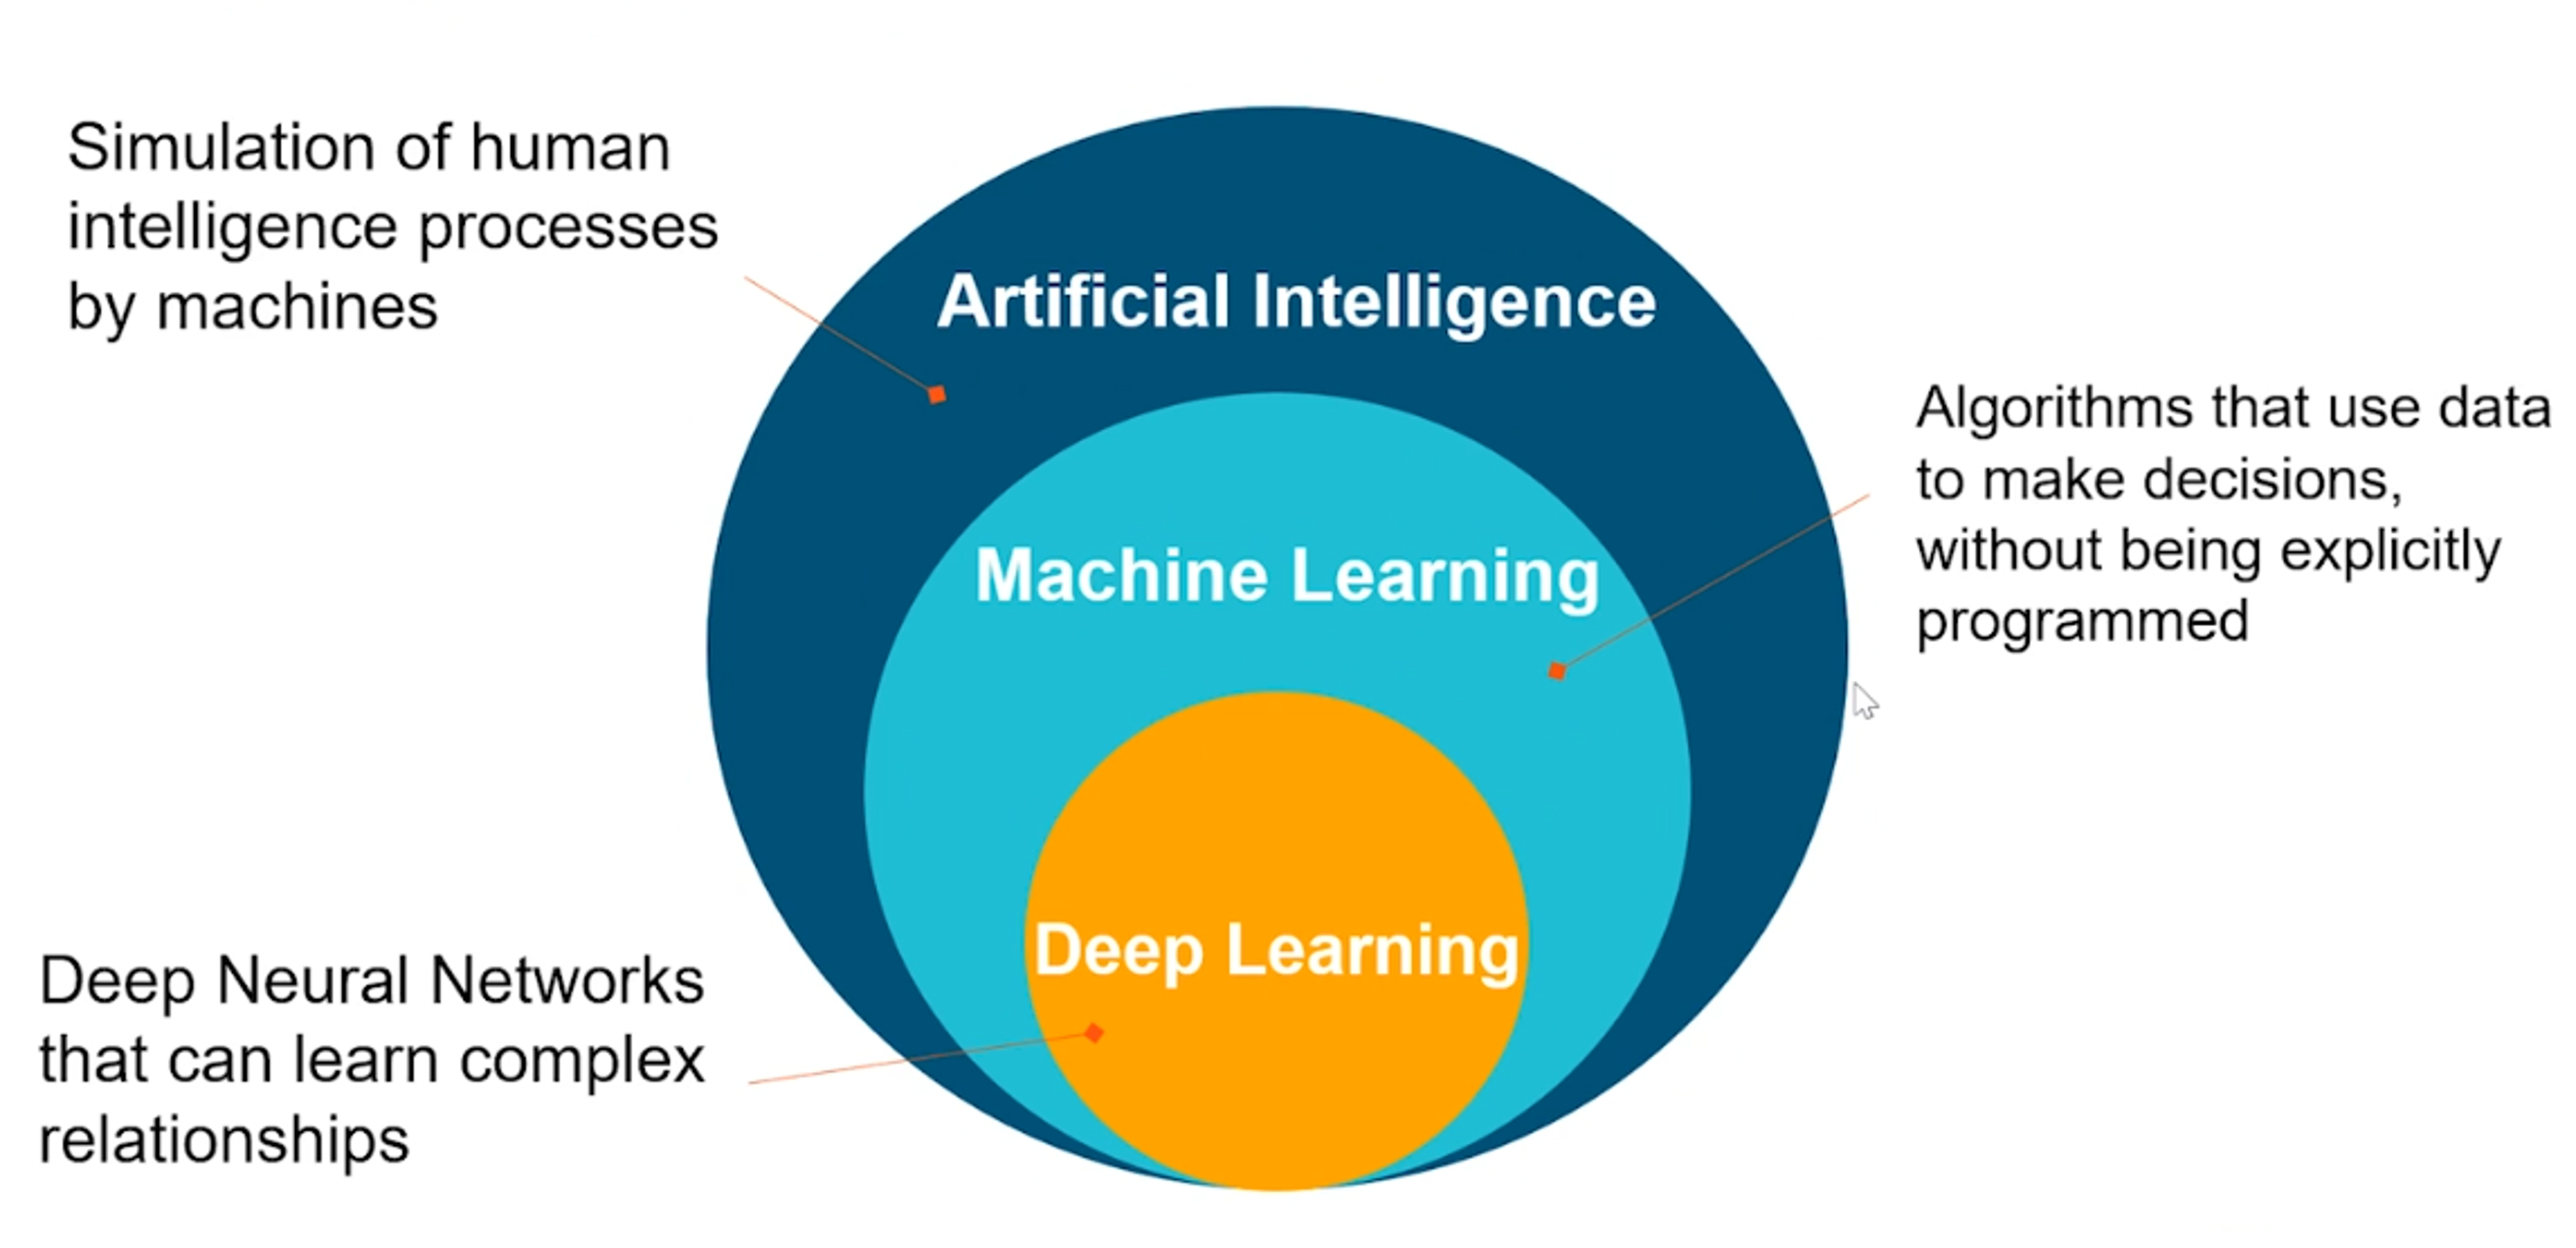 Simulation of human
intelligence processes
by machines
Artificial Intelligence
Algorithms that use data
to make decisions,
without being explicitly
programmed
Machine Learning
Deep Learning
Deep Neural Networks
that can learn complex
relationships